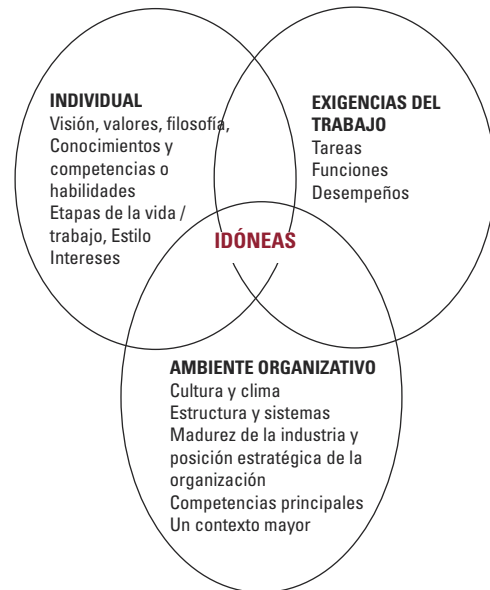 INDIVIDUAL
Visión, valores, filosofía,
Conocimientos y
competencias o
habilidades
Etapas de la vida /
trabajo, Estilo
Intereses
EXIGENCIAS DEL
TRABAJO
Tareas
Funciones
Desempeños
IDÓNEAS
AMBIENTE ORGANIZATIVO
Cultura y clima
Estructura y sistemas
Madurez de la industria y
posición estratégica de la
organización
Competencias principales
Un contexto mayor